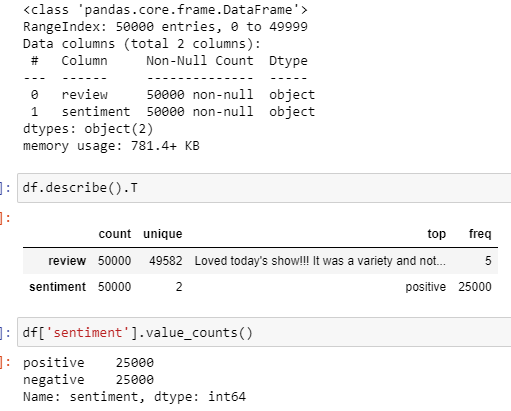 <class 'pandas.core.frame.DataFrame'>
RangeIndex: 50000 entries, 0 to 49999
Data columns (total 2 columns):
 #   Column     Non-Null Count  Dtype
---  ------     --------------  -----
 0   review     50000 non-null  object
 1   sentiment  50000 non-null  object
dtypes: object(2)
memory usage: 781.4+ KB
]: df.describe().T
]:
count unique top freq
review 50000 49582 Loved today's show!!! It was a variety and not... 5
sentiment 50000 2 positive 25000
]: df['sentiment'].value_counts()
]: positive    25000
negative    25000
Name: sentiment, dtype: int64